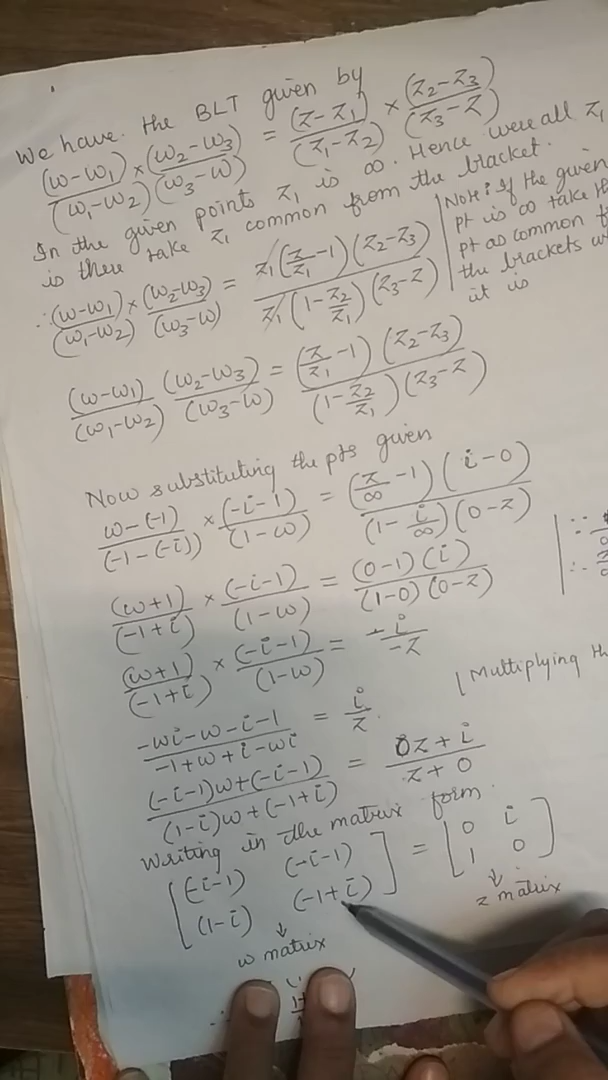 We have. the BLT given by
(w-w₁)/(w₁-w₂) × (w₂-w₃)/(w₃-w) = (z-z₁)/(z₁-z₂) × (z₂-z₃)/(z₃-z)
In the given points z₁ is ∞. Hence were all z₁
is there take z₁ common from the bracket.
∴ (w-w₁)/(w₁-w₂) × (w₂-w₃)/(w₃-w) = z₁(z/z₁ -1)(z₂-z₃) / z₁(1-z₂/z₁)(z₃-z)
Note: If the given
pt is ∞ take
pt as common
the brackets
it is
(w-w₁)/(w₁-w₂) (w₂-w₃)/(w₃-w) = (z/z₁ -1)(z₂-z₃) / (1-z₂/z₁)(z₃-z)
Now substituting the pts given
w-(-1)/(-1-(-i)) × (-i-1)/(1-w) = (z/∞ -1)(i-0) / (1- i/∞)(0-z)
(w+1)/(-1+i) × (-i-1)/(1-w) = (0-1)(i) / (1-0)(0-z)
(w+1)/(-1+i) × (-i-1)/(1-w) = -i/-z
Multiplying
-wi-w-i-1 / -1+w+i-wi = i/z
(-i-1)w+(-i-1) / (1-i)w+(-1+i) = 0z+i / z+0
Writing in the matrix form.
[(-i-1) (-i-1)] = [0 i]
[(1-i) (-1+i)] [1 0]
↓ w matrix
↓ z matrix